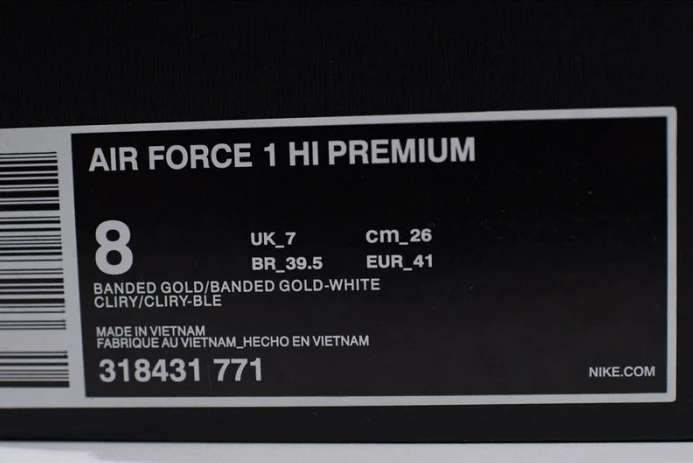 AIR FORCE 1 HI PREMIUM
8
UK_7 cm_26
BR_39.5 EUR_41
BANDED GOLD/BANDED GOLD-WHITE
CLIRY/CLIRY-BLE
MADE IN VIETNAM
FABRIQUE AU VIETNAM_HECHO EN VIETNAM
318431 771
NIKE.COM